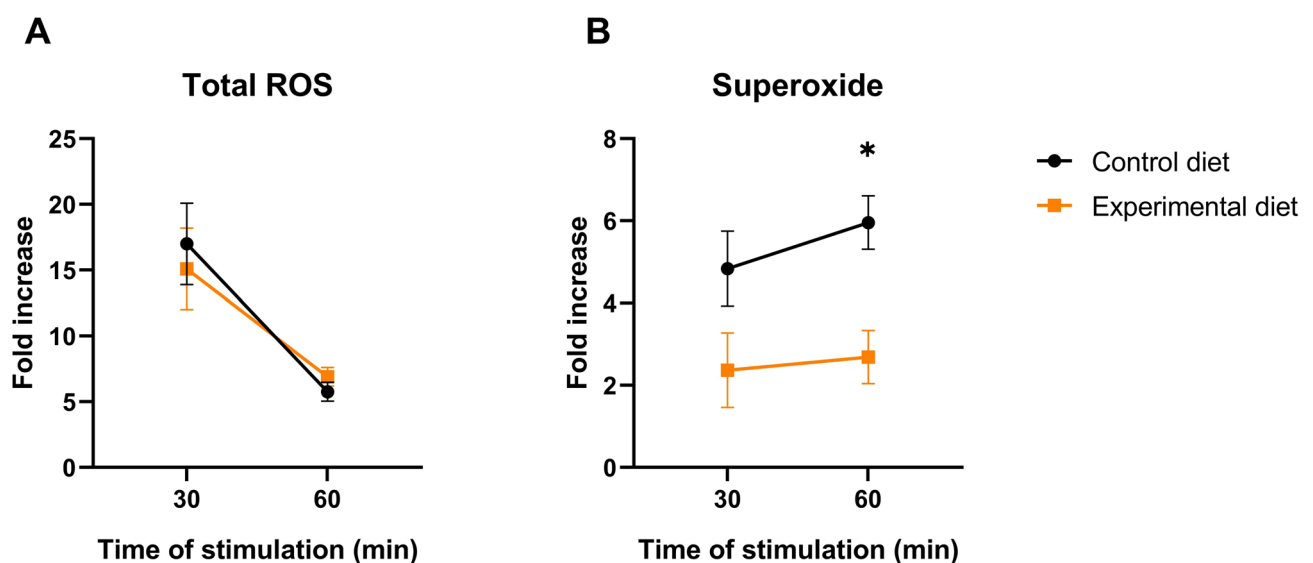 A
Total ROS
Fold increase
25
20
15
10
5
0
30 60
Time of stimulation (min)
B
Superoxide
Fold increase
8
6
4
2
0
*
30 60
Time of stimulation (min)
Control diet
Experimental diet